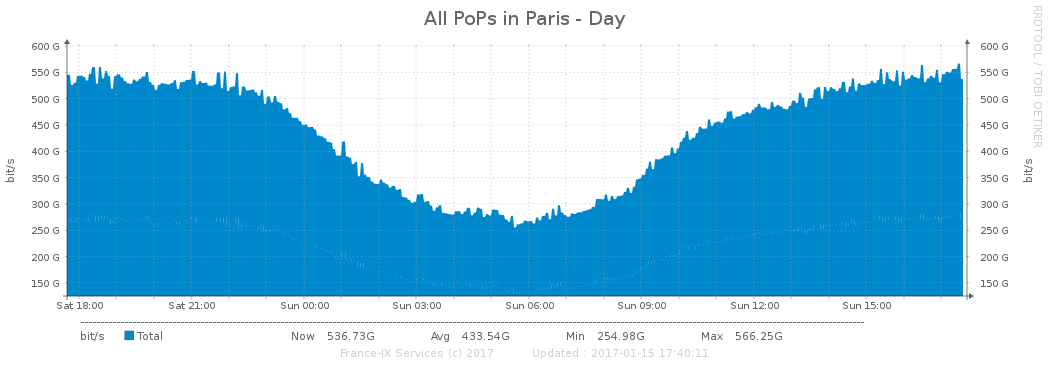 All PoPs in Paris - Day
RRDTOOL / TOBI OETIKER
bit/s
600 G
550 G
500 G
450 G
400 G
350 G
300 G
250 G
200 G
150 G
600 G
550 G
500 G
450 G
400 G
350 G
300 G
250 G
200 G
150 G
bit/s
Sat 18:00 Sat 21:00 Sun 00:00 Sun 03:00 Sun 06:00 Sun 09:00 Sun 12:00 Sun 15:00
bit/s Total Now 536.73G Avg 433.54G Min 254.98G Max 566.25G
France-IX Services (c) 2017 Updated : 2017-01-15 17:40:11